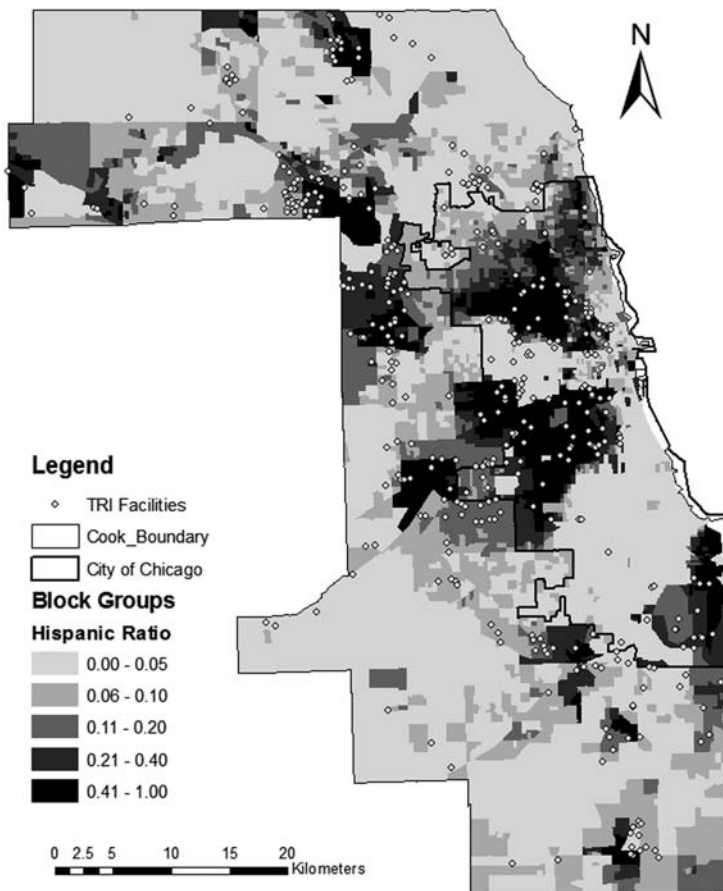 N
Legend
TRI Facilities
Cook_Boundary
City of Chicago
Block Groups
Hispanic Ratio
0.00 - 0.05
0.06 - 0.10
0.11 - 0.20
0.21 - 0.40
0.41 - 1.00
0 2.5 5 10 15 20
Kilometers